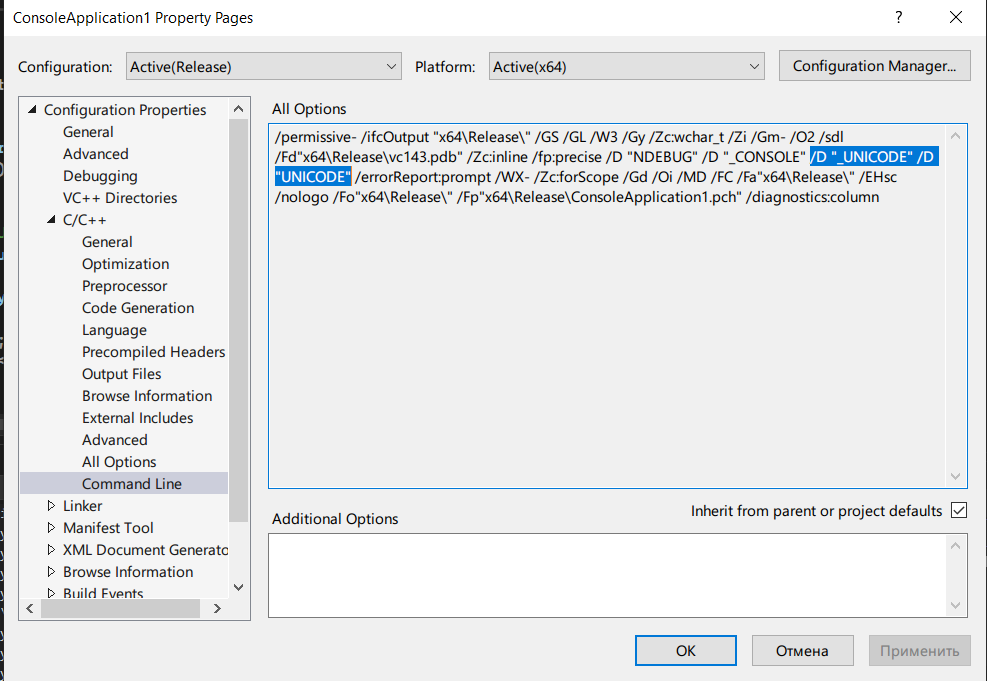 ConsoleApplication1 Property Pages
?
Configuration: Active(Release) Platform: Active(x64) Configuration Manager...
Configuration Properties
General
Advanced
Debugging
VC++ Directories
C/C++
General
Optimization
Preprocessor
Code Generation
Language
Precompiled Headers
Output Files
Browse Information
External Includes
Advanced
All Options
Command Line
Linker
Manifest Tool
XML Document Generato
Browse Information
Build Events
All Options
/permissive- /ifcOutput "x64\Release\" /GS /GL /W3 /Gy /Zc:wchar_t /Zi /Gm- /O2 /sdl
/Fd"x64\Release\vc143.pdb" /Zc:inline /fp:precise /D "NDEBUG" /D "_CONSOLE" /D "_UNICODE" /D
"UNICODE" /errorReport:prompt /WX- /Zc:forScope /Gd /Oi /MD /FC /Fa"x64\Release\" /EHsc
/nologo /Fo"x64\Release\" /Fp"x64\Release\ConsoleApplication1.pch" /diagnostics:column
Inherit from parent or project defaults
Additional Options
OK Отмена Применить